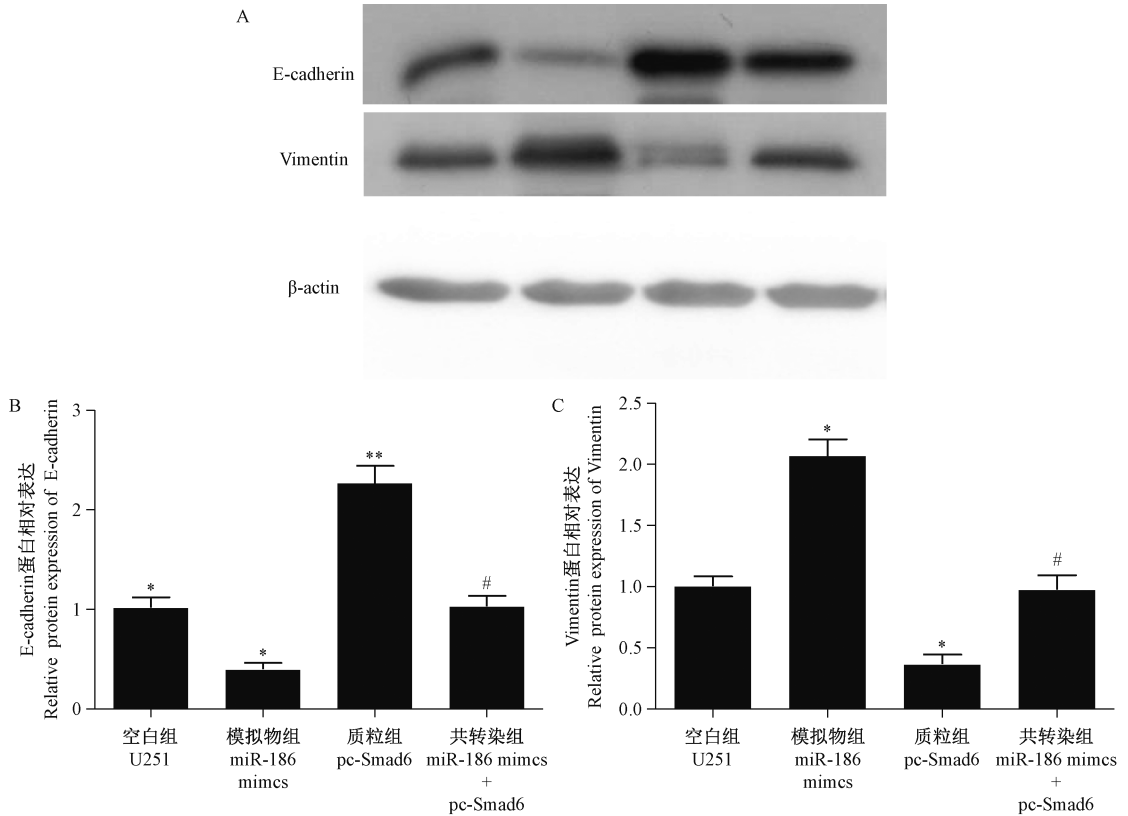 A
E-cadherin
Vimentin
β-actin
B
E-cadherin蛋白相对表达
Relative protein expression of E-cadherin
3
2
1
0
*
*
**
#
空白组
U251
模拟物组
miR-186
mimcs
质粒组
pc-Smad6
共转染组
miR-186 mimcs
+
pc-Smad6
C
Vimentin蛋白相对表达
Relative protein expression of Vimentin
2.5
2.0
1.5
1.0
0.5
0.0
*
*
#
空白组
U251
模拟物组
miR-186
mimcs
质粒组
pc-Smad6
共转染组
miR-186 mimcs
+
pc-Smad6